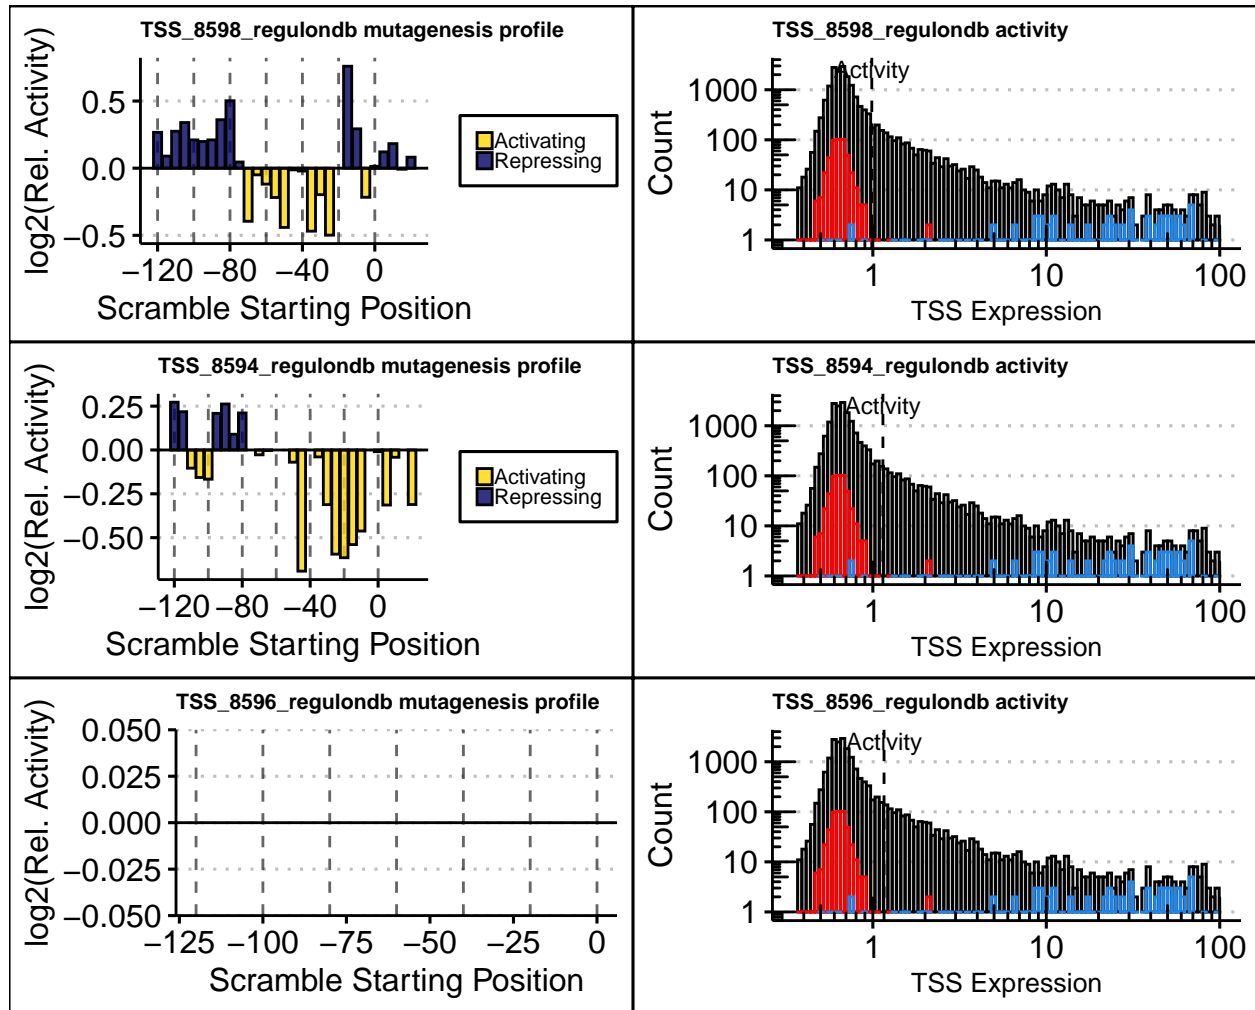 TSS_8598_regulondb mutagenesis profile
log2(Rel. Activity)
0.5
0.0
−0.5
−120 −80 −40 0
Scramble Starting Position
Activating
Repressing
TSS_8598_regulondb activity
Activity
Count
1000
100
10
1
1 10 100
TSS Expression
TSS_8594_regulondb mutagenesis profile
log2(Rel. Activity)
0.25
0.00
−0.25
−0.50
−120 −80 −40 0
Scramble Starting Position
Activating
Repressing
TSS_8594_regulondb activity
Activity
Count
1000
100
10
1
1 10 100
TSS Expression
TSS_8596_regulondb mutagenesis profile
log2(Rel. Activity)
0.050
0.025
0.000
−0.025
−0.050
−125 −100 −75 −50 −25 0
Scramble Starting Position
TSS_8596_regulondb activity
Activity
Count
1000
100
10
1
1 10 100
TSS Expression